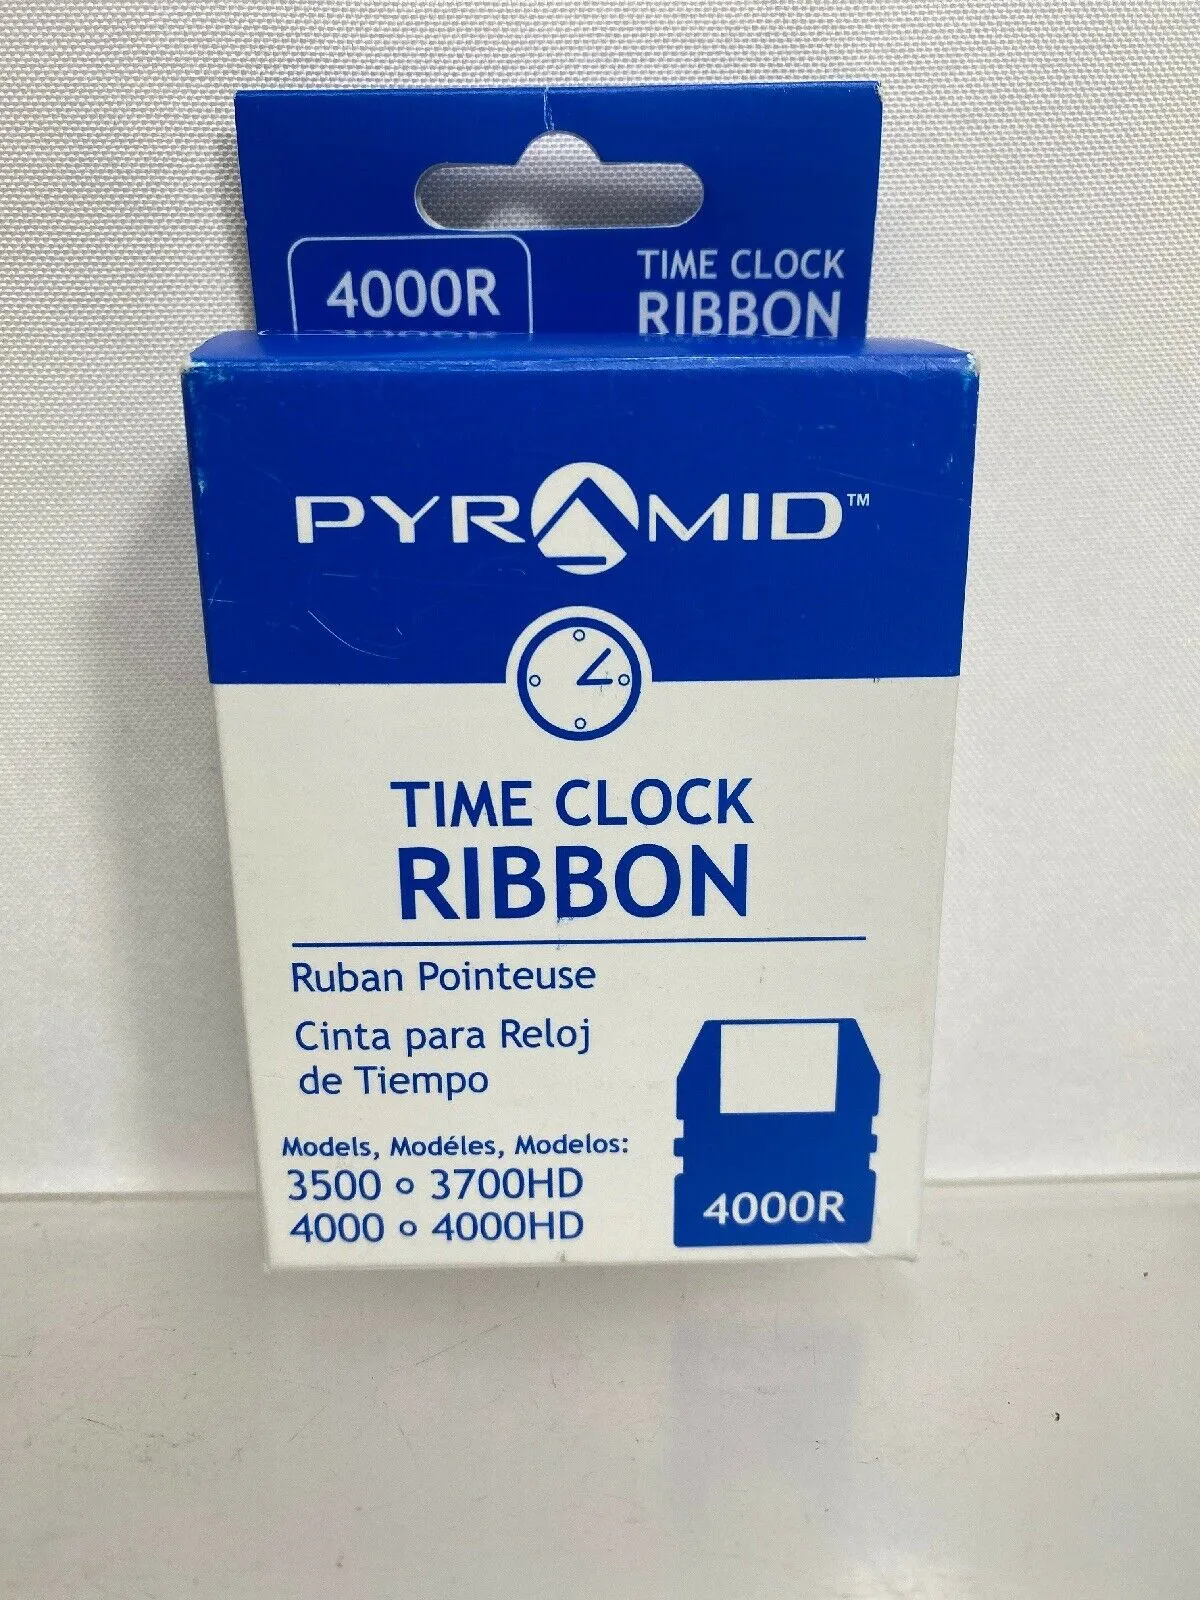 4000R
TIME CLOCK
RIBBON
PYRAMID™
TIME CLOCK
RIBBON
Ruban Pointeuse
Cinta para Reloj
de Tiempo
Models, Modéles, Modelos:
3500 o 3700HD
4000 o 4000HD
4000R